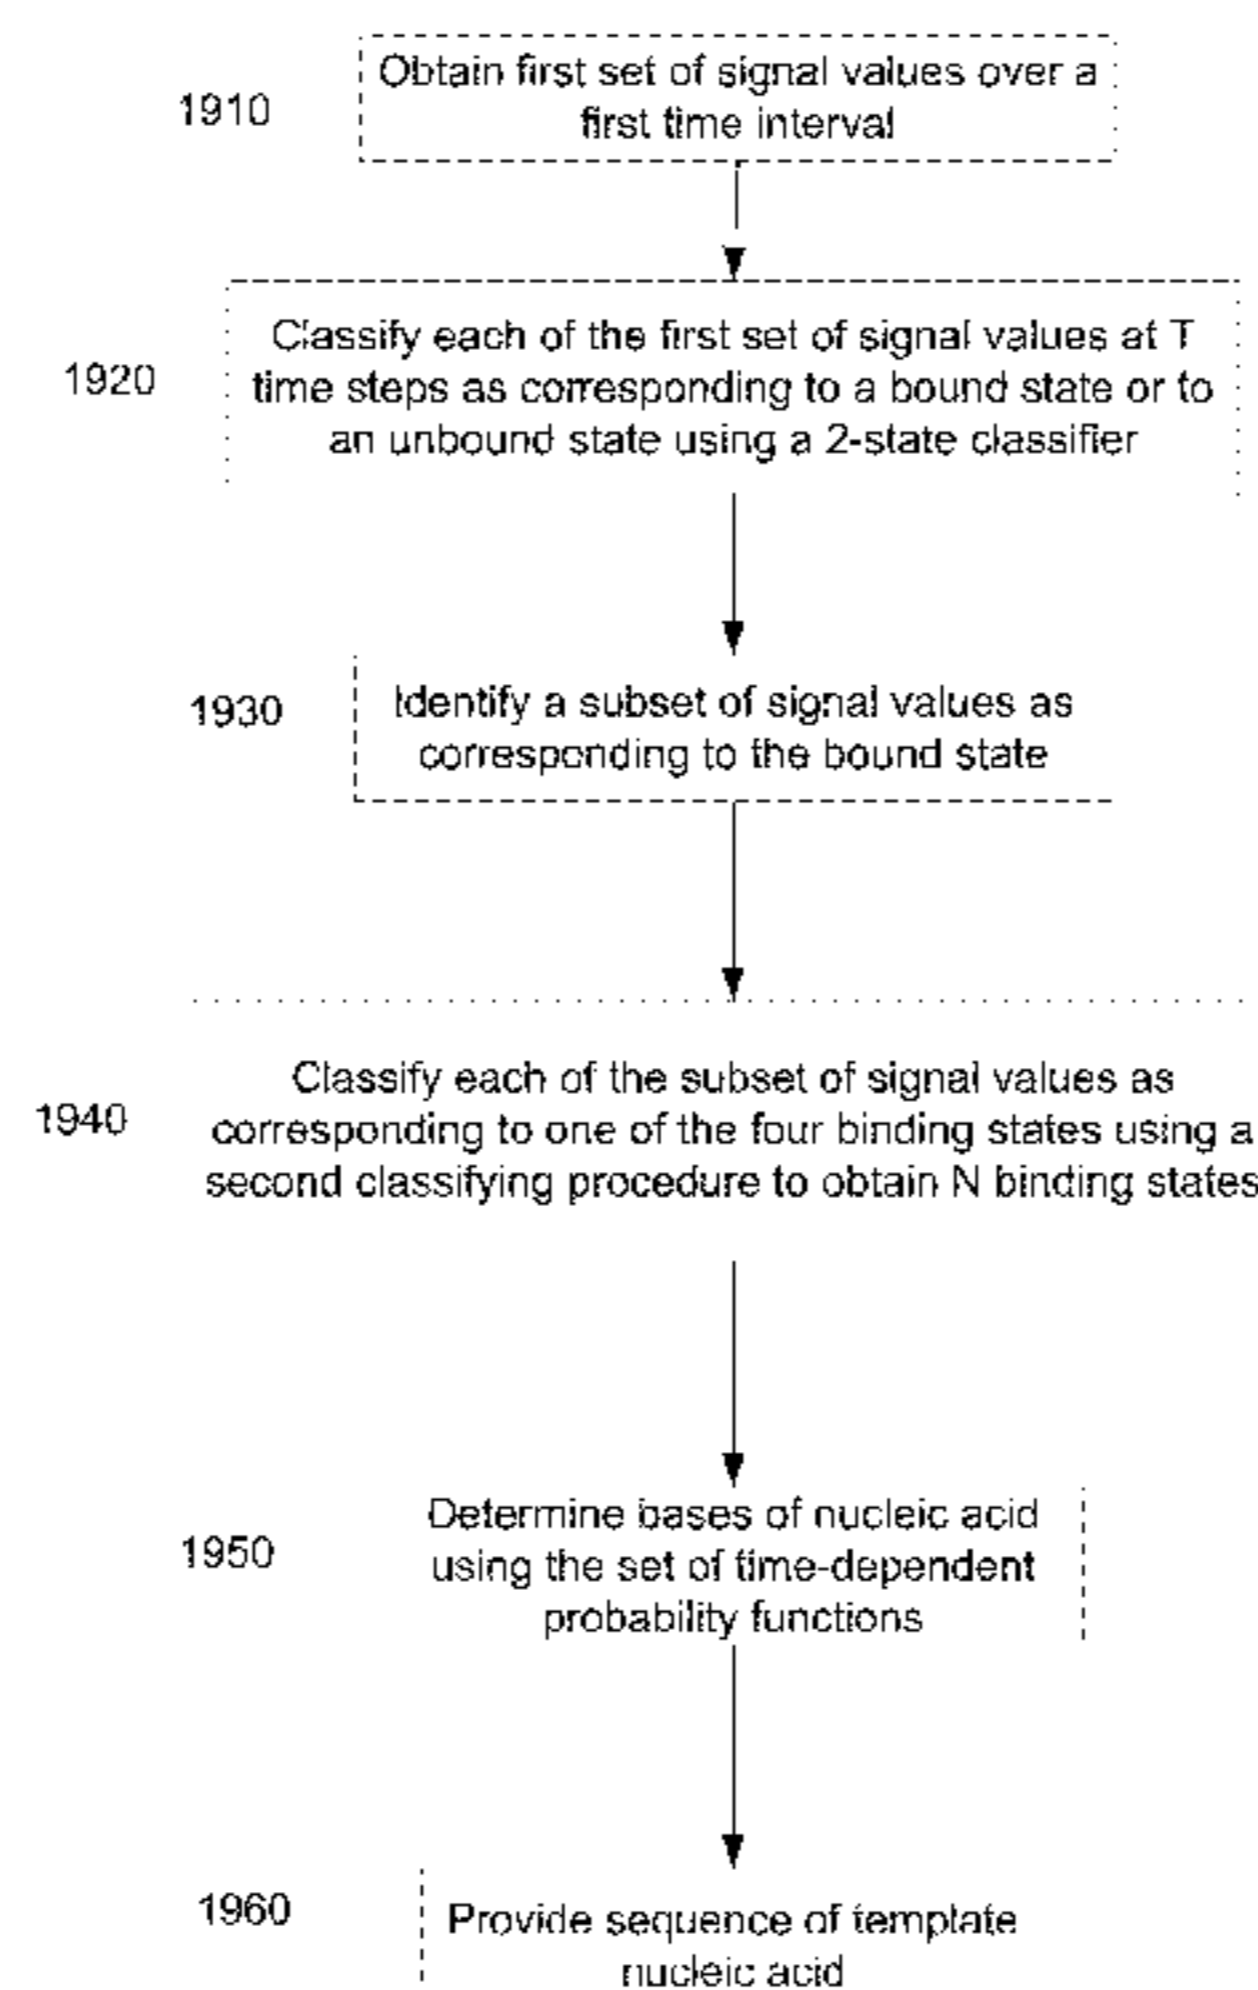 1910
Obtain first set of signal values over a
first time interval
1920
Classify each of the first set of signal values at T
time steps as corresponding to a bound state or to
an unbound state using a 2-state classifier
1930
Identify a subset of signal values as
corresponding to the bound state
1940
Classify each of the subset of signal values as
corresponding to one of the four binding states using a
second classifying procedure to obtain N binding states
1950
Determine bases of nucleic acid
using the set of time-dependent
probability functions
1960
Provide sequence of template
nucleic acid